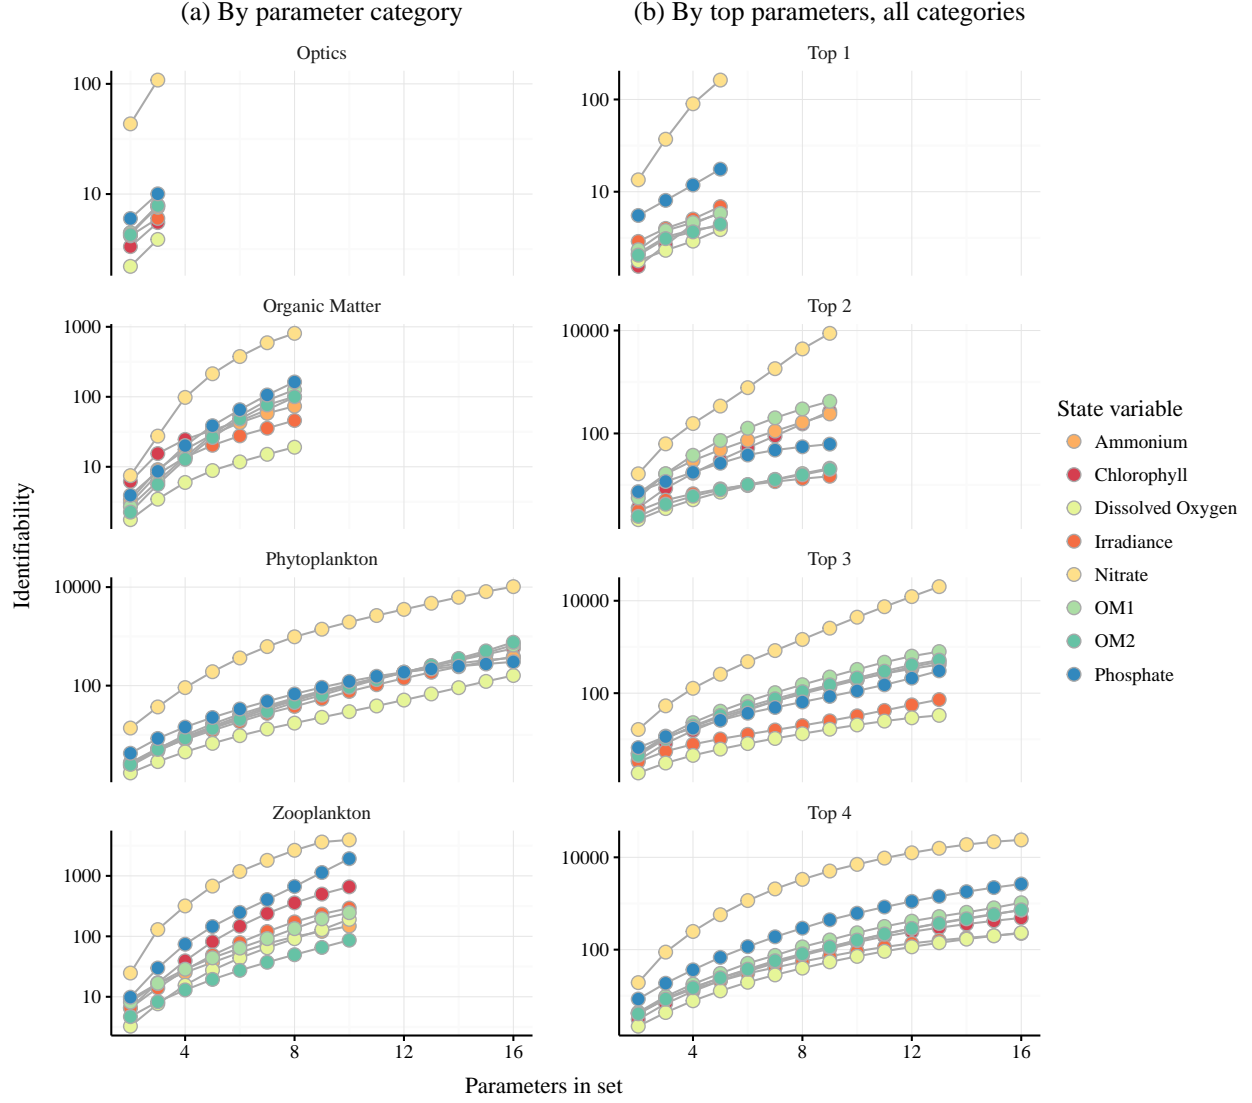 (a) By parameter category
(b) By top parameters, all categories
Optics
100
10
Top 1
100
10
Organic Matter
1000
100
10
Top 2
10000
100
Phytoplankton
10000
100
Top 3
10000
100
Zooplankton
1000
100
10
4 8 12 16
Top 4
10000
100
4 8 12 16
Identifiability
Parameters in set
State variable
Ammonium
Chlorophyll
Dissolved Oxygen
Irradiance
Nitrate
OM1
OM2
Phosphate